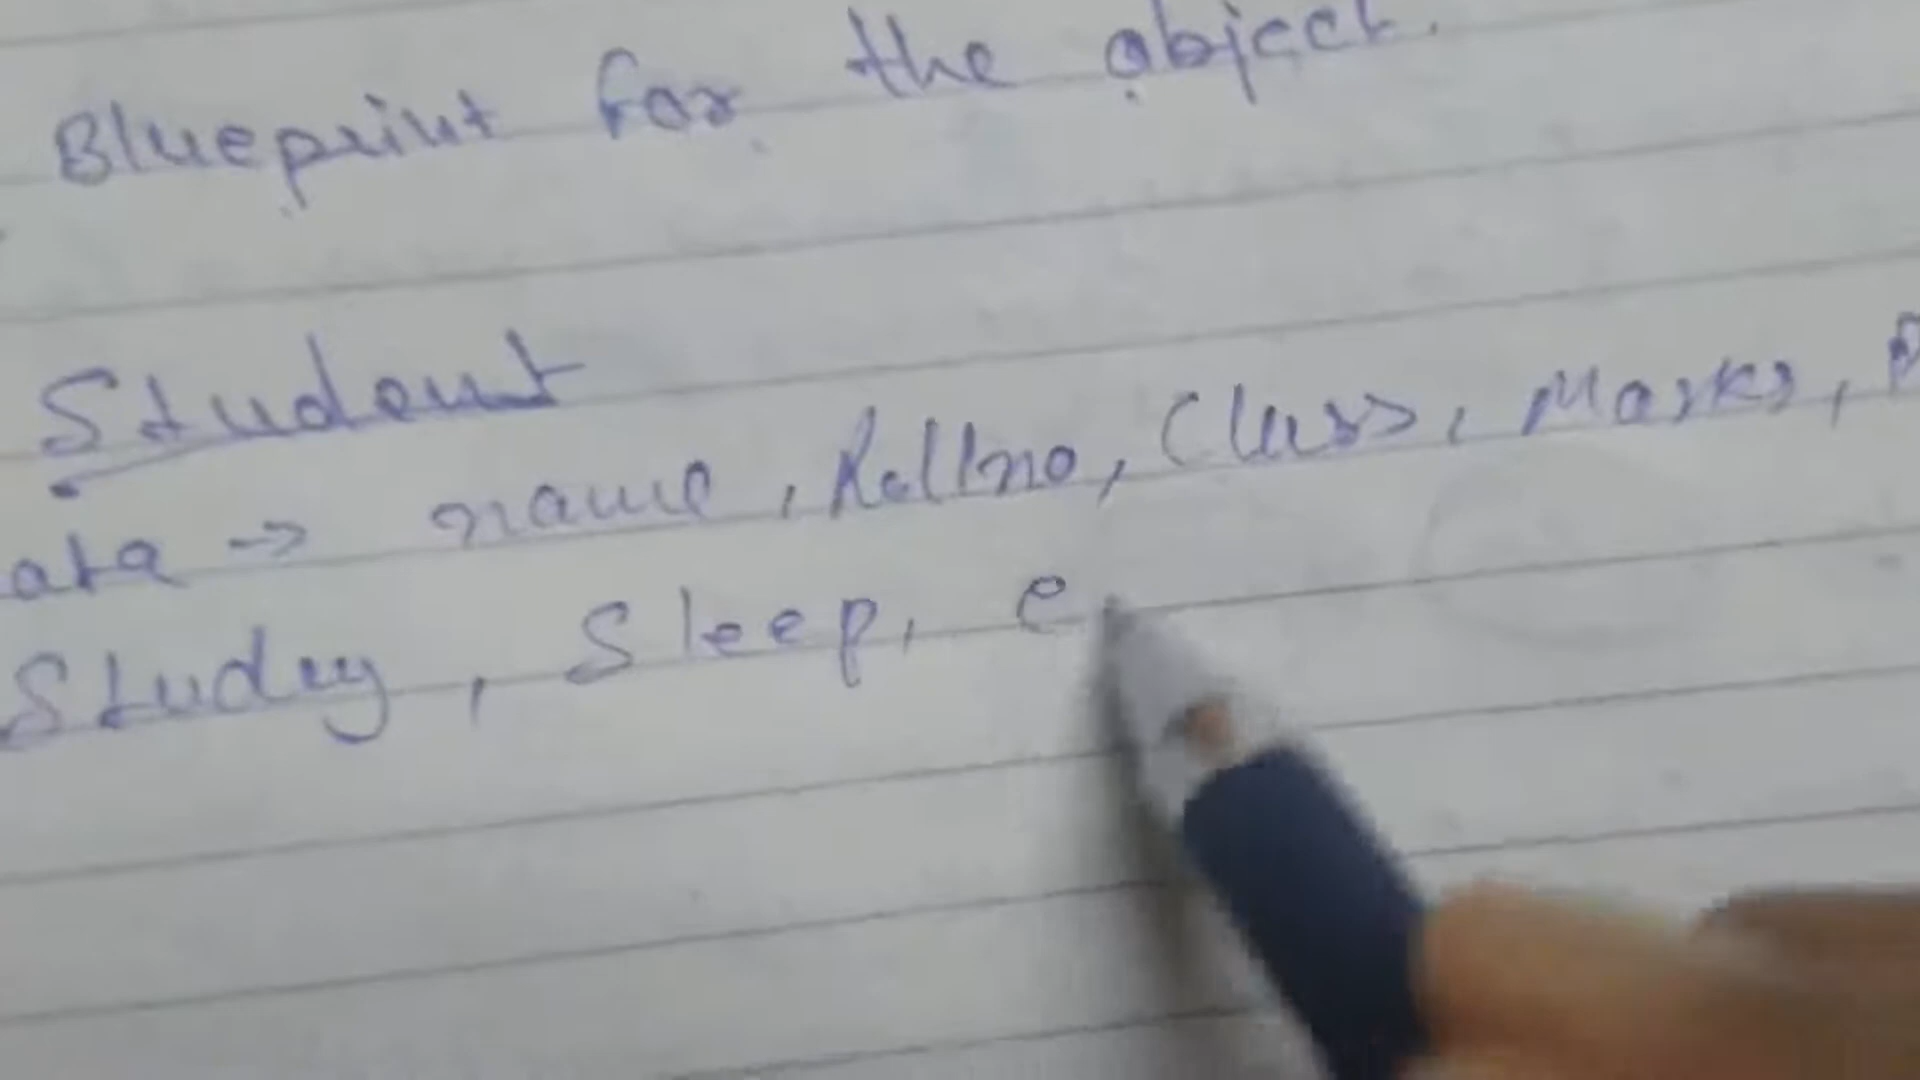 Blueprint for the object.
Student
ata → name, Rollno, Class, Marks,
Study, Sleep, e